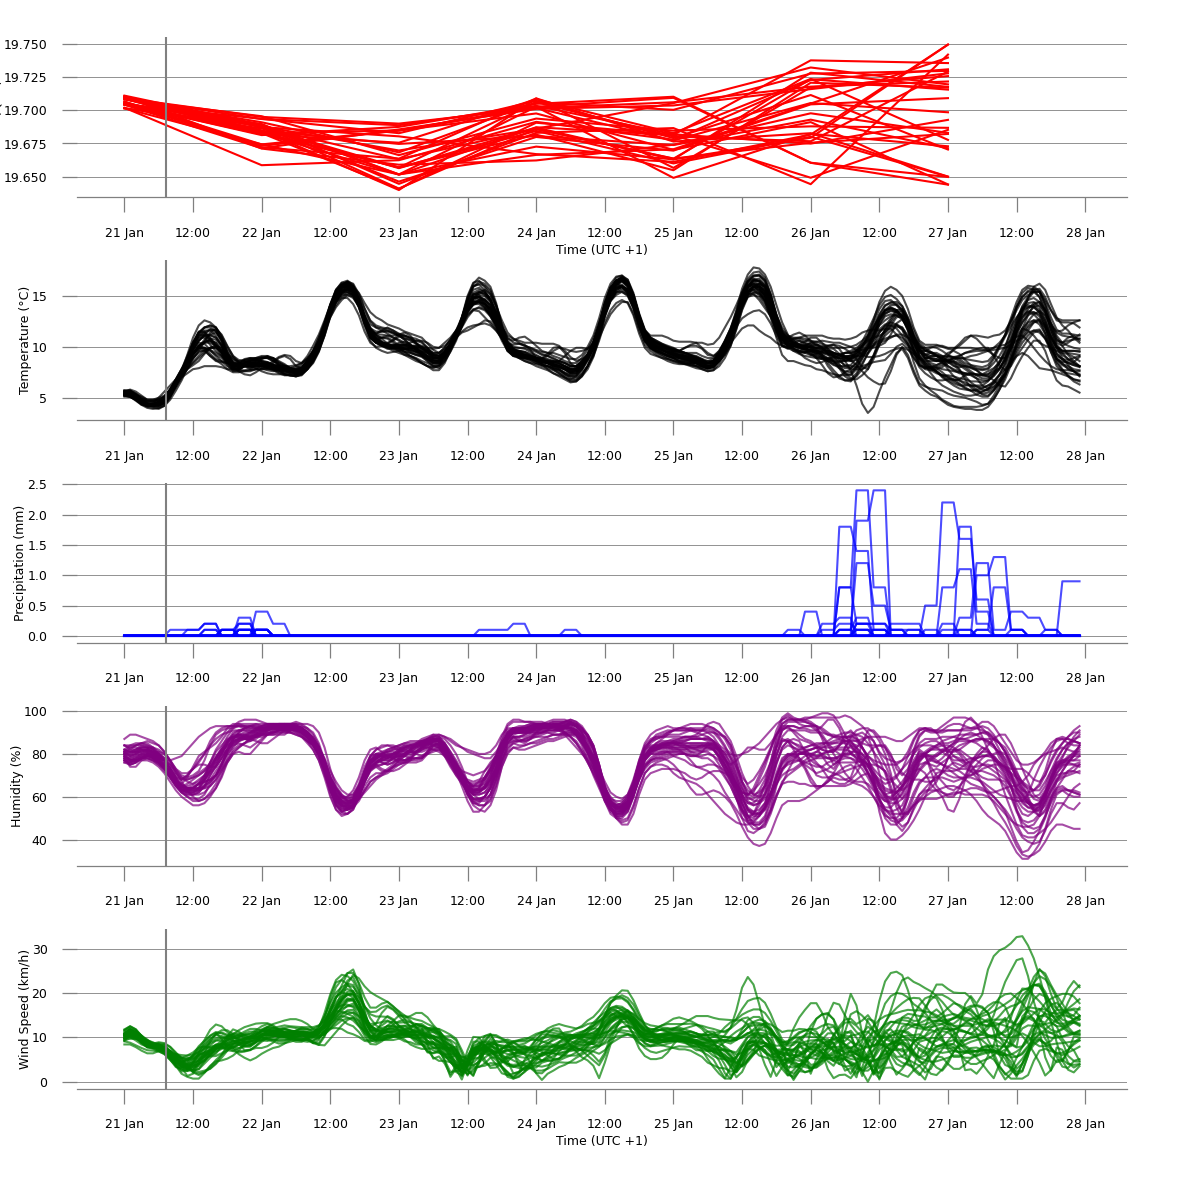 19.750
19.725
19.700
19.675
19.650
21 Jan 12:00 22 Jan 12:00 23 Jan 12:00 24 Jan 12:00 25 Jan 12:00 26 Jan 12:00 27 Jan 12:00 28 Jan
Time (UTC +1)
Temperature (°C)
15
10
5
21 Jan 12:00 22 Jan 12:00 23 Jan 12:00 24 Jan 12:00 25 Jan 12:00 26 Jan 12:00 27 Jan 12:00 28 Jan
Precipitation (mm)
2.5
2.0
1.5
1.0
0.5
0.0
21 Jan 12:00 22 Jan 12:00 23 Jan 12:00 24 Jan 12:00 25 Jan 12:00 26 Jan 12:00 27 Jan 12:00 28 Jan
Humidity (%)
100
80
60
40
21 Jan 12:00 22 Jan 12:00 23 Jan 12:00 24 Jan 12:00 25 Jan 12:00 26 Jan 12:00 27 Jan 12:00 28 Jan
Wind Speed (km/h)
30
20
10
0
21 Jan 12:00 22 Jan 12:00 23 Jan 12:00 24 Jan 12:00 25 Jan 12:00 26 Jan 12:00 27 Jan 12:00 28 Jan
Time (UTC +1)